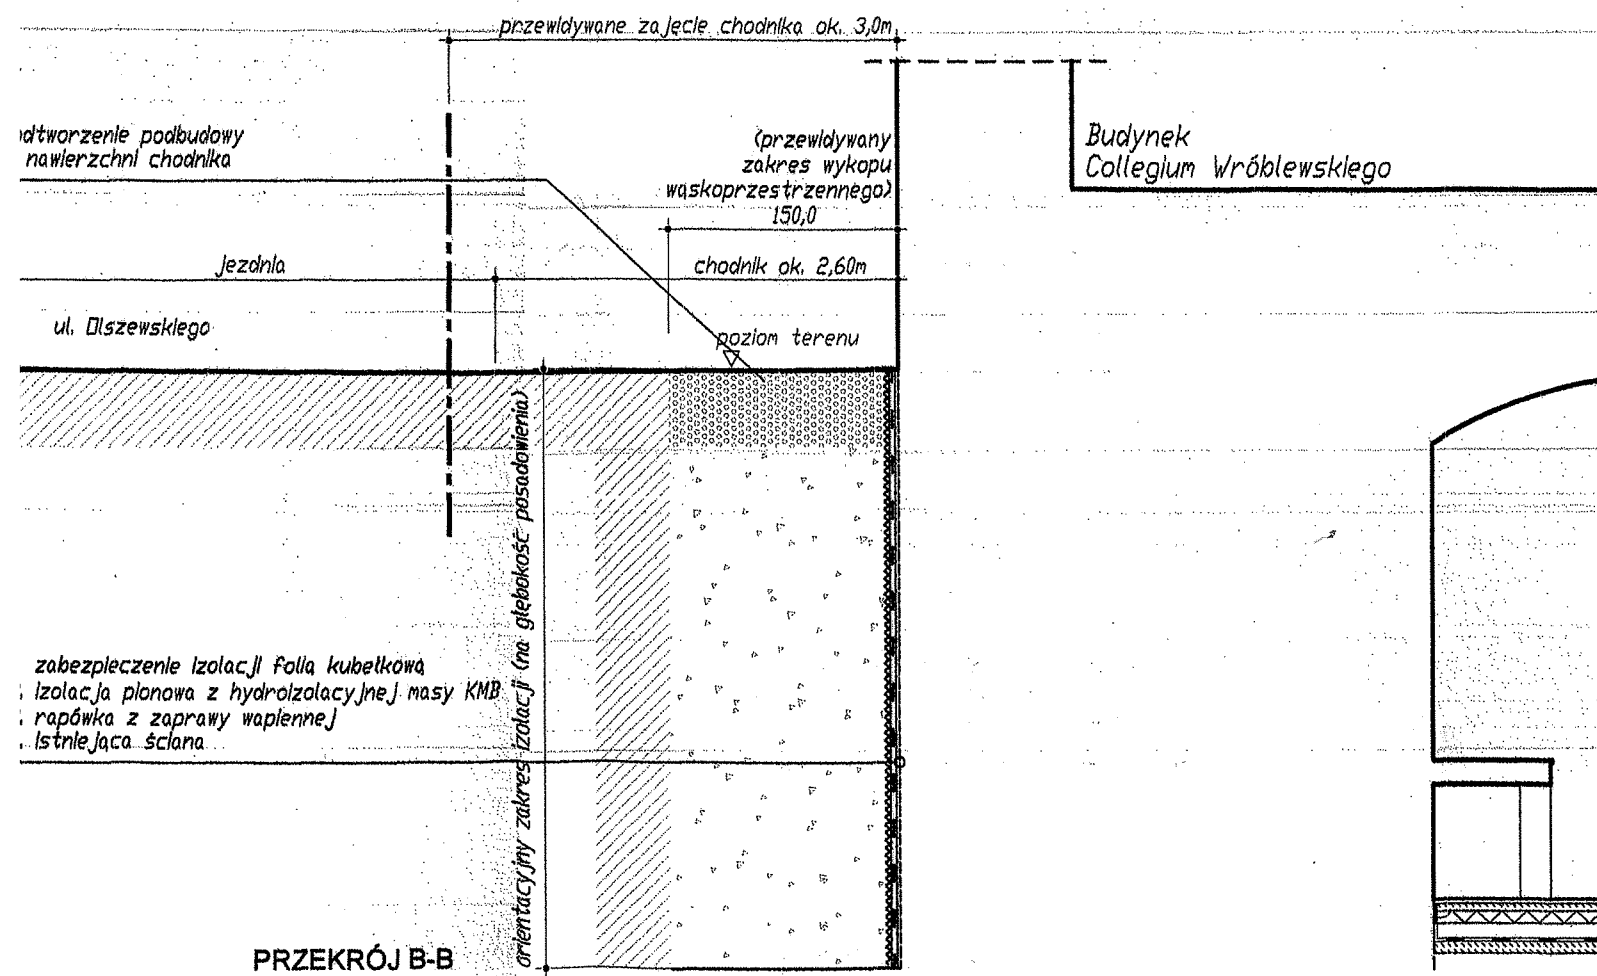 przewidywane zajęcie chodnika ok. 3,0m
odtworzenie podbudowy
nawierzchni chodnika
(przewidywany
zakres wykopu
wąskoprzestrzennego)
150,0
Budynek
Collegium Wróblewskiego
jezdnia
chodnik ok. 2,60m
ul. Olszewskiego
poziom terenu
orientacyjny zakres izolacji (na głębokość posadowienia)
zabezpieczenie izolacji folią kubełkową
izolacja pionowa z hydroizolacyjnej masy KMB
rapówka z zaprawy wapiennej
istniejąca ściana
PRZEKRÓJ B-B